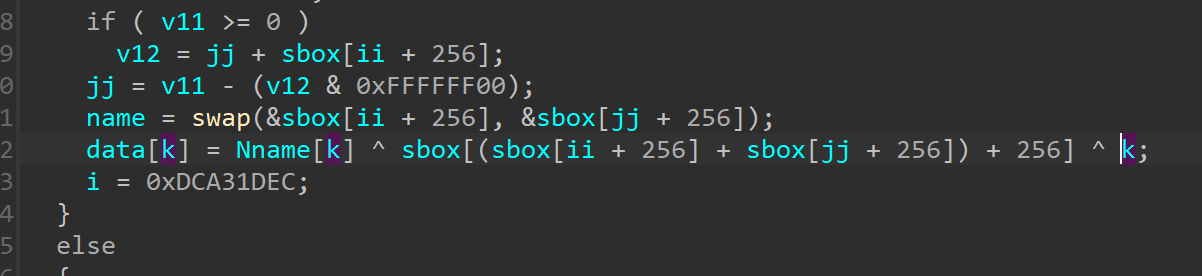 8 if ( v11 >= 0 )
9 v12 = jj + sbox[ii + 256];
0 jj = v11 - (v12 & 0xFFFFFF00);
1 name = swap(&sbox[ii + 256], &sbox[jj + 256]);
2 data[k] = Nname[k] ^ sbox[(sbox[ii + 256] + sbox[jj + 256]) + 256] ^ k;
3 i = 0xDCA31DEC;
4 }
5 else
{